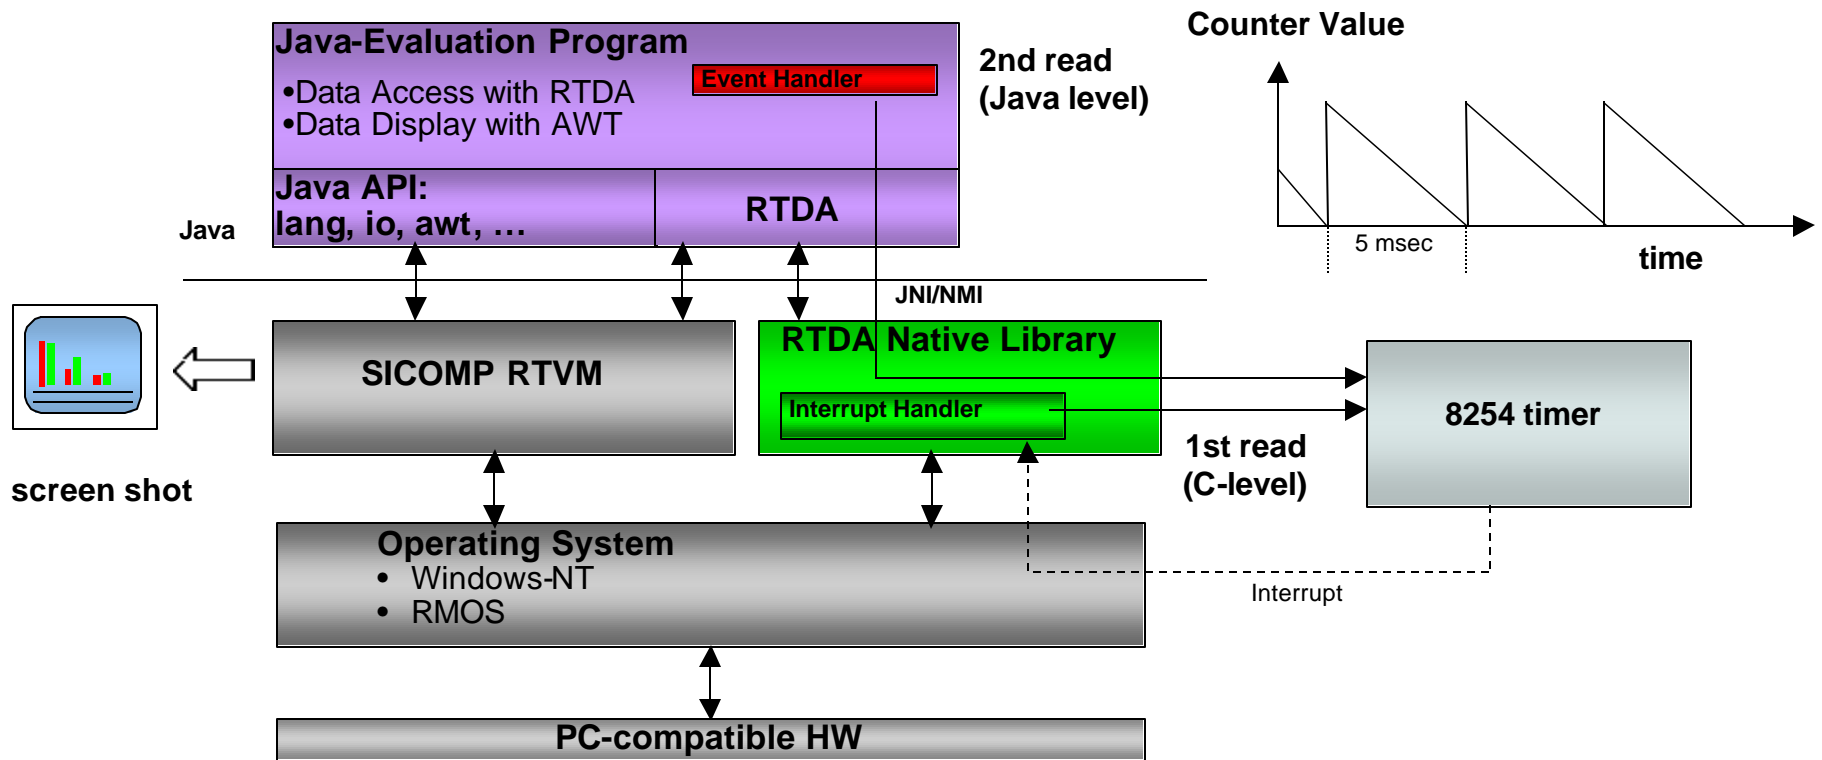 Counter Value
Java-Evaluation Program
Event Handler
2nd read
(Java level)
•Data Access with RTDA
•Data Display with AWT
Java API:
lang, io, awt, …
RTDA
Java
5 msec
time
JNI/NMI
RTDA Native Library
SICOMP RTVM
Interrupt Handler
8254 timer
1st read
(C-level)
screen shot
Operating System
• Windows-NT
• RMOS
Interrupt
PC-compatible HW